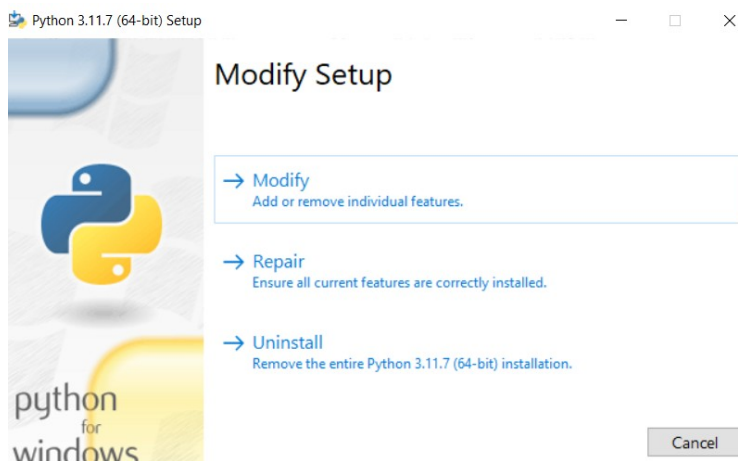 Python 3.11.7 (64-bit) Setup
Modify Setup
Modify
Add or remove individual features.
Repair
Ensure all current features are correctly installed.
Uninstall
Remove the entire Python 3.11.7 (64-bit) installation.
python
for
windows
Cancel